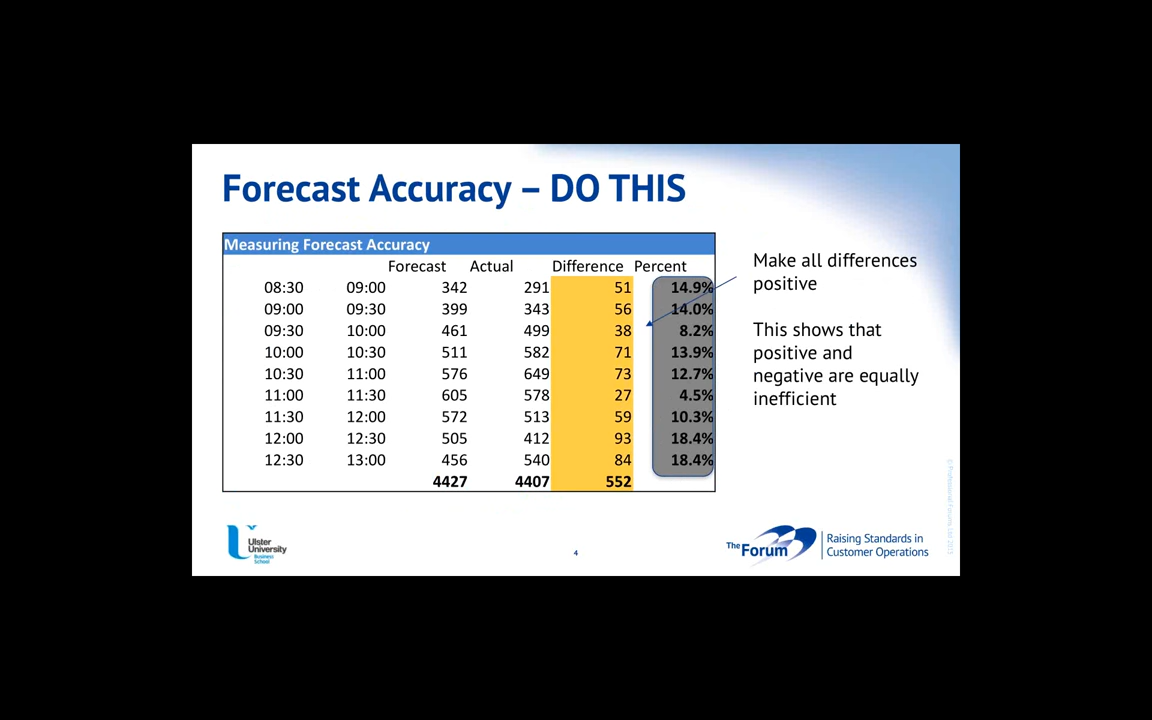 Forecast Accuracy – DO THIS
Measuring Forecast Accuracy
Forecast Actual Difference Percent
08:30 09:00 342 291 51 14.9%
09:00 09:30 399 343 56 14.0%
09:30 10:00 461 499 38 8.2%
10:00 10:30 511 582 71 13.9%
10:30 11:00 576 649 73 12.7%
11:00 11:30 605 578 27 4.5%
11:30 12:00 572 513 59 10.3%
12:00 12:30 505 412 93 18.4%
12:30 13:00 456 540 84 18.4%
4427 4407 552
Make all differences
positive
This shows that
positive and
negative are equally
inefficient
Ulster
University
Business
School
4
The Forum
Raising Standards in
Customer Operations